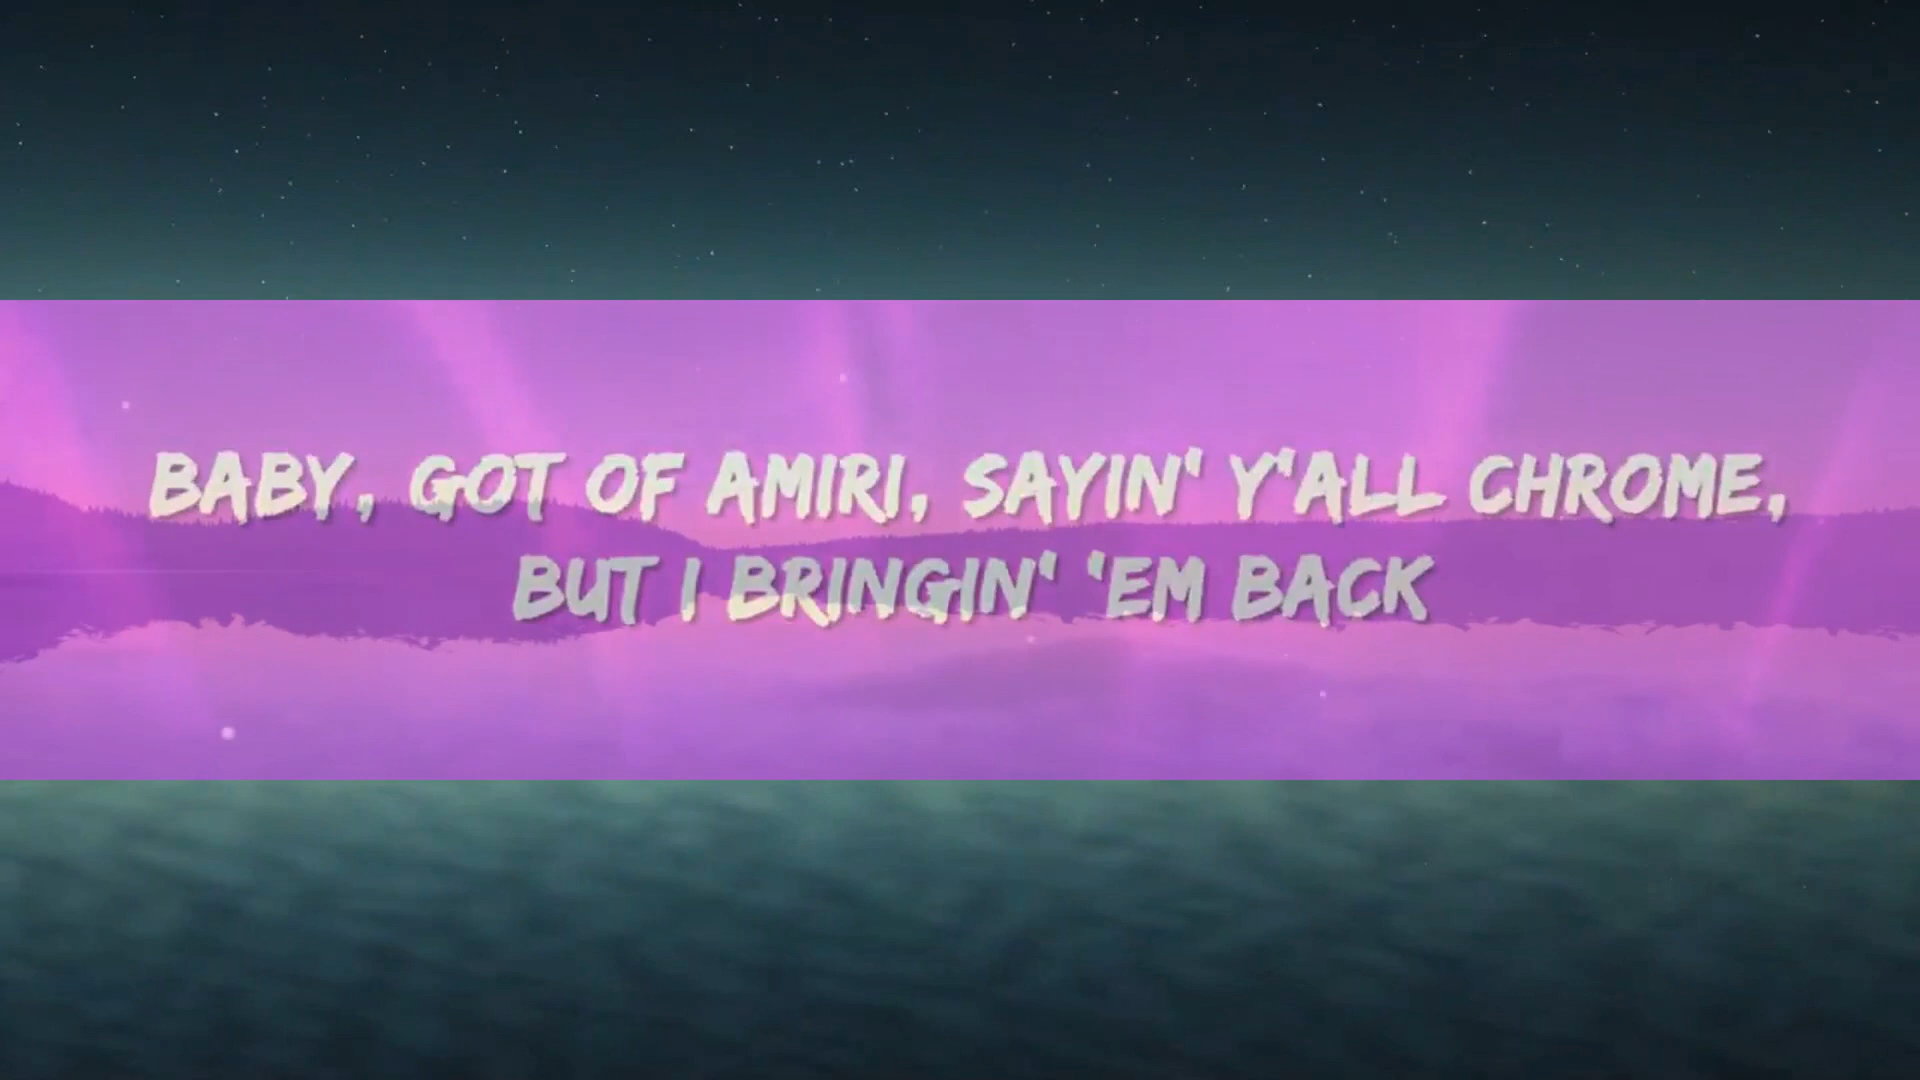 BABY, GOT OF AMIRI, SAYIN' Y'ALL CHROME,
BUT I BRINGIN' 'EM BACK